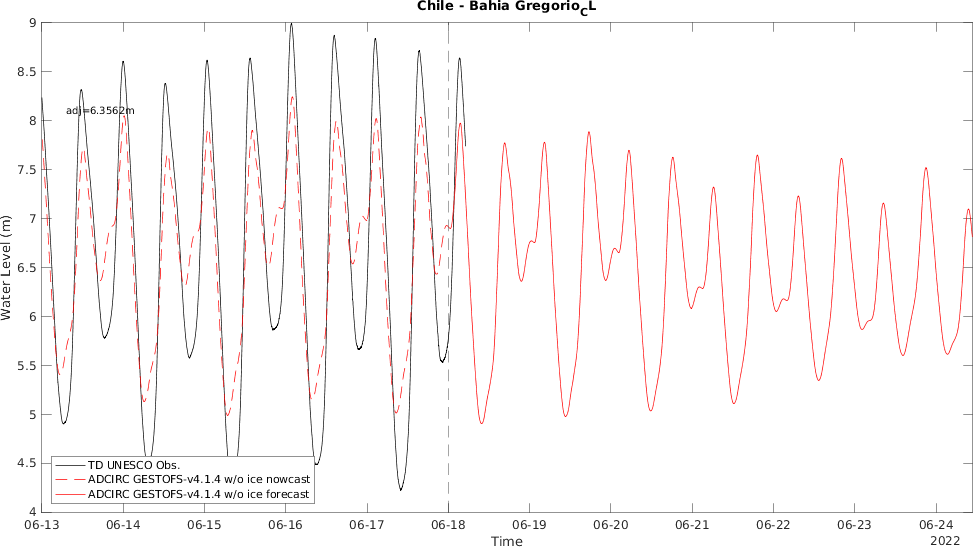 Chile - Bahia GregorioCL
9
8.5
8
7.5
7
6.5
6
5.5
5
4.5
4
Water Level (m)
adj=6.3562m
TD UNESCO Obs.
ADCIRC GESTOFS-v4.1.4 w/o ice nowcast
ADCIRC GESTOFS-v4.1.4 w/o ice forecast
06-13 06-14 06-15 06-16 06-17 06-18 06-19 06-20 06-21 06-22 06-23 06-24
Time
2022